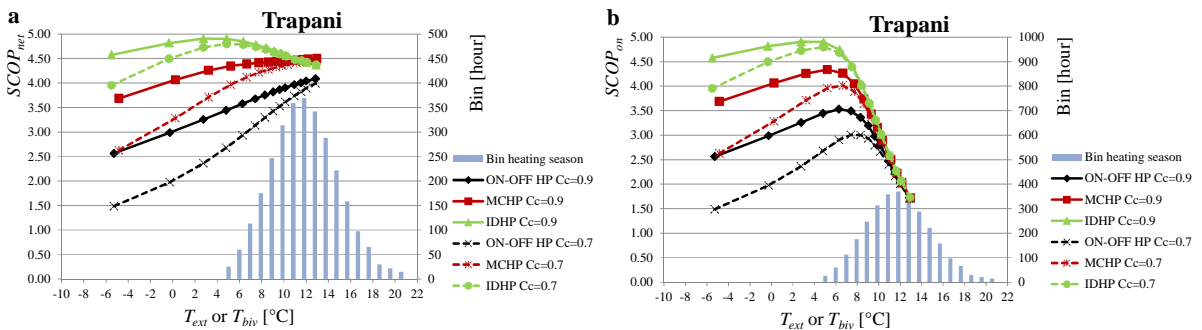 a
Trapani
SCOPnet
5.00
4.50
4.00
3.50
3.00
2.50
2.00
1.50
1.00
0.50
0.00
-10 -8 -6 -4 -2 0 2 4 6 8 10 12 14 16 18 20 22
Text or Tbiv [°C]
500
450
400
350
300
250
200
150
100
50
0
Bin [hour]
Bin heating season
ON-OFF HP Cc=0.9
MCHP Cc=0.9
IDHP Cc=0.9
ON-OFF HP Cc=0.7
MCHP Cc=0.7
IDHP Cc=0.7
b
Trapani
SCOPon
5.00
4.50
4.00
3.50
3.00
2.50
2.00
1.50
1.00
0.50
0.00
-10 -8 -6 -4 -2 0 2 4 6 8 10 12 14 16 18 20 22
Text or Tbiv [°C]
1000
900
800
700
600
500
400
300
200
100
0
Bin [hour]
Bin heating season
ON-OFF HP Cc=0.9
MCHP Cc=0.9
IDHP Cc=0.9
ON-OFF HP Cc=0.7
MCHP Cc=0.7
IDHP Cc=0.7